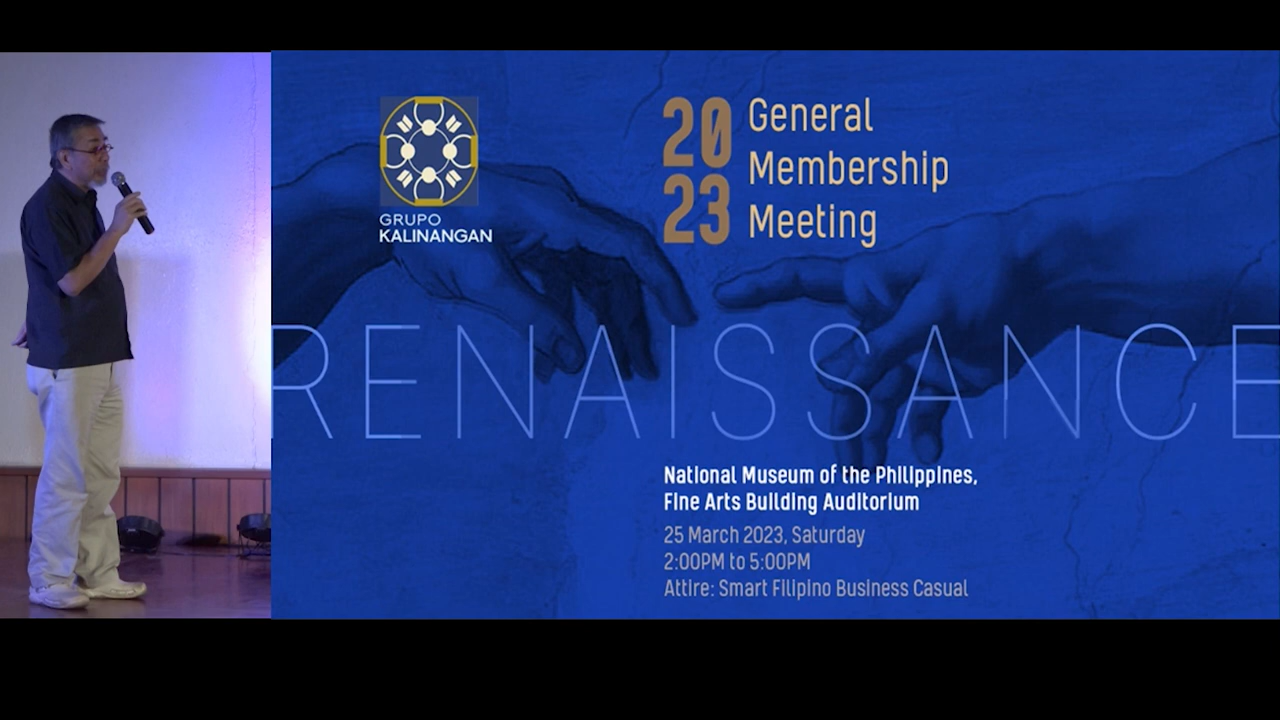 GRUPO
KALINANGAN
20
23
General
Membership
Meeting
RENAISSANCE
National Museum of the Philippines,
Fine Arts Building Auditorium
25 March 2023, Saturday
2:00PM to 5:00PM
Attire: Smart Filipino Business Casual